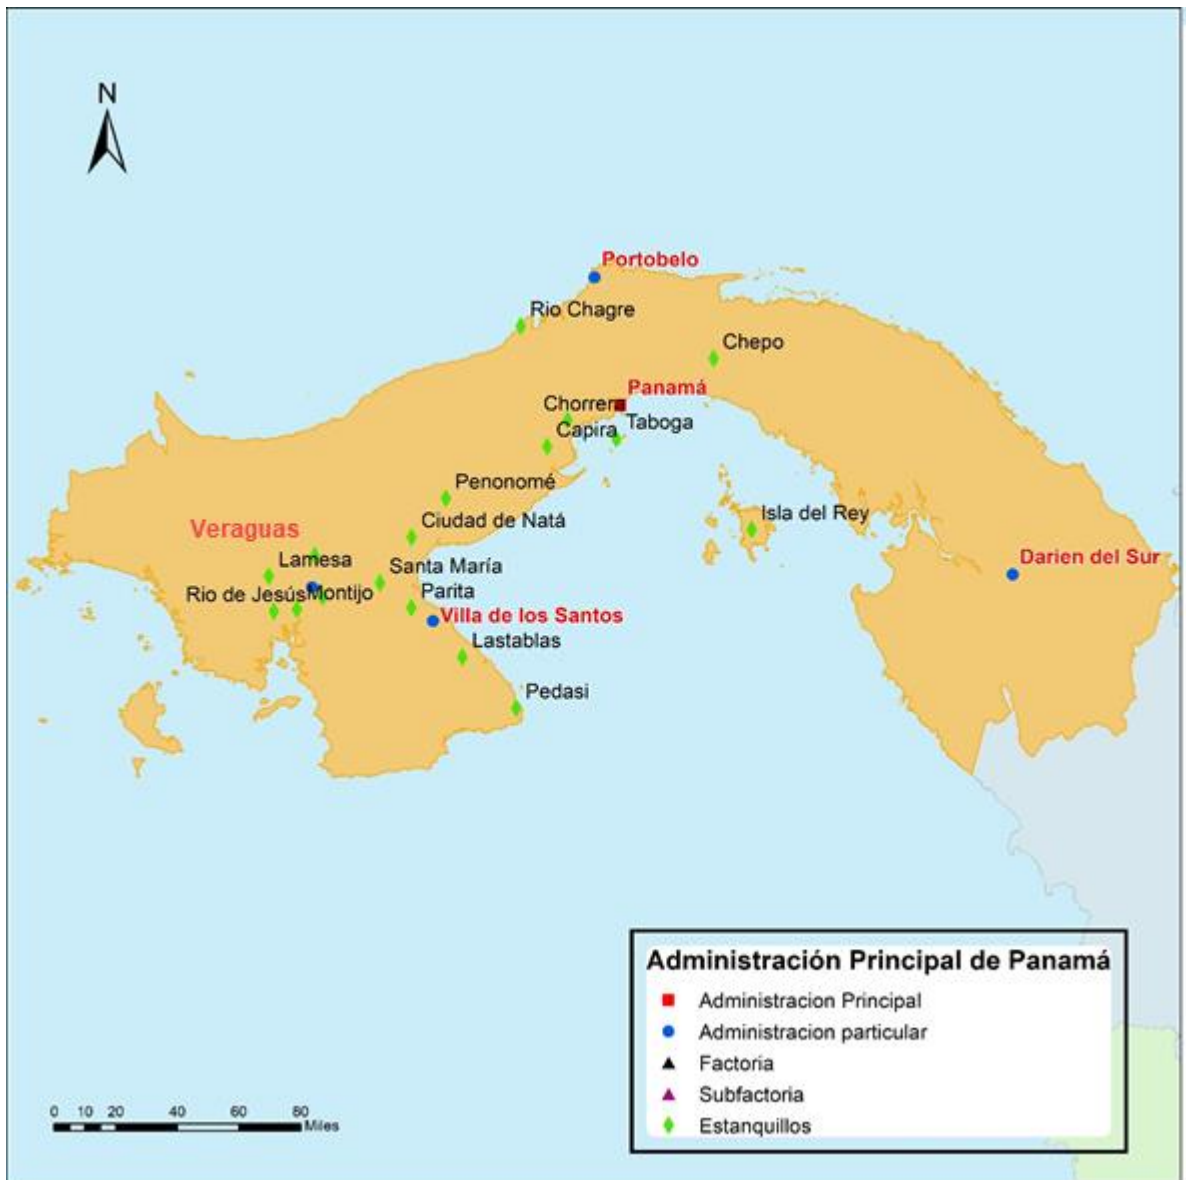 N
Portobelo
Rio Chagre
Chepo
Panamá
Chorrera
Taboga
Capira
Penonomé
Isla del Rey
Ciudad de Natá
Veraguas
Darien del Sur
Lamesa
Santa María
Rio de Jesús
Montijo
Parita
Villa de los Santos
Lastablas
Pedasi
Administración Principal de Panamá
Administracion Principal
Administracion particular
Factoria
Subfactoria
Estanquillos
0 10 20 40 60 80
Miles